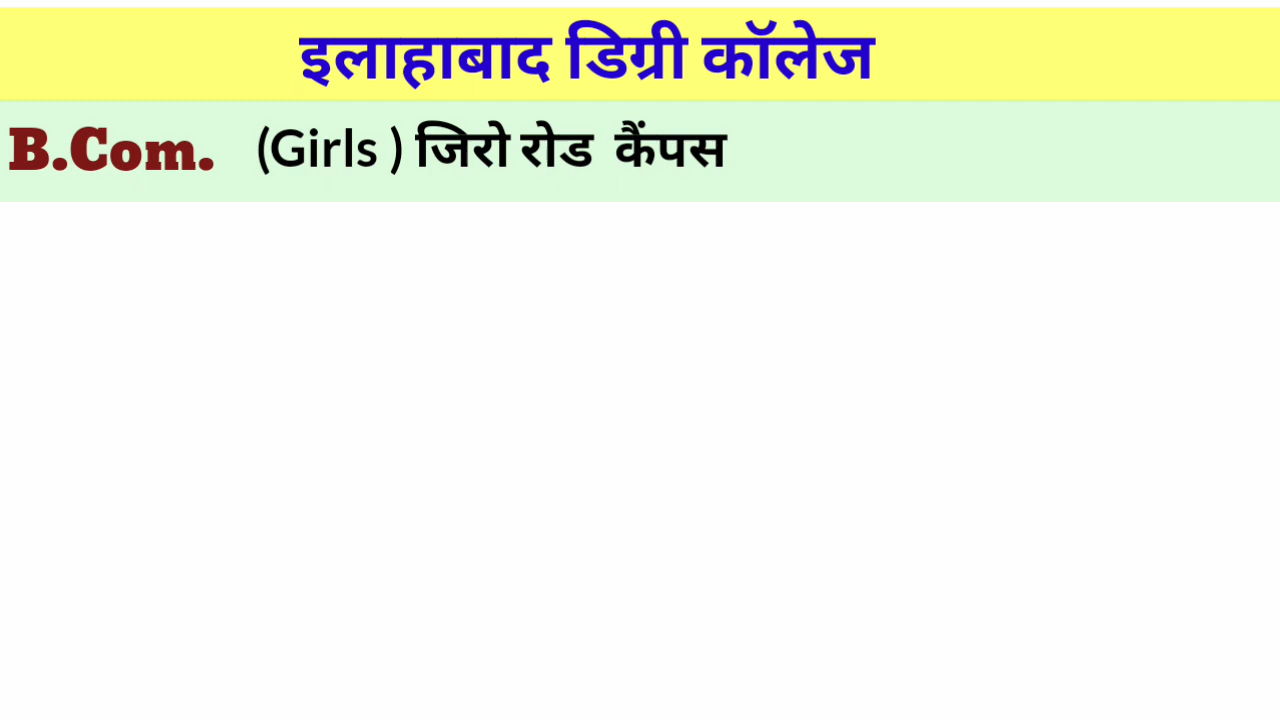 इलाहाबाद डिग्री कॉलेज
B.Com. (Girls ) जिरो रोड कैंपस